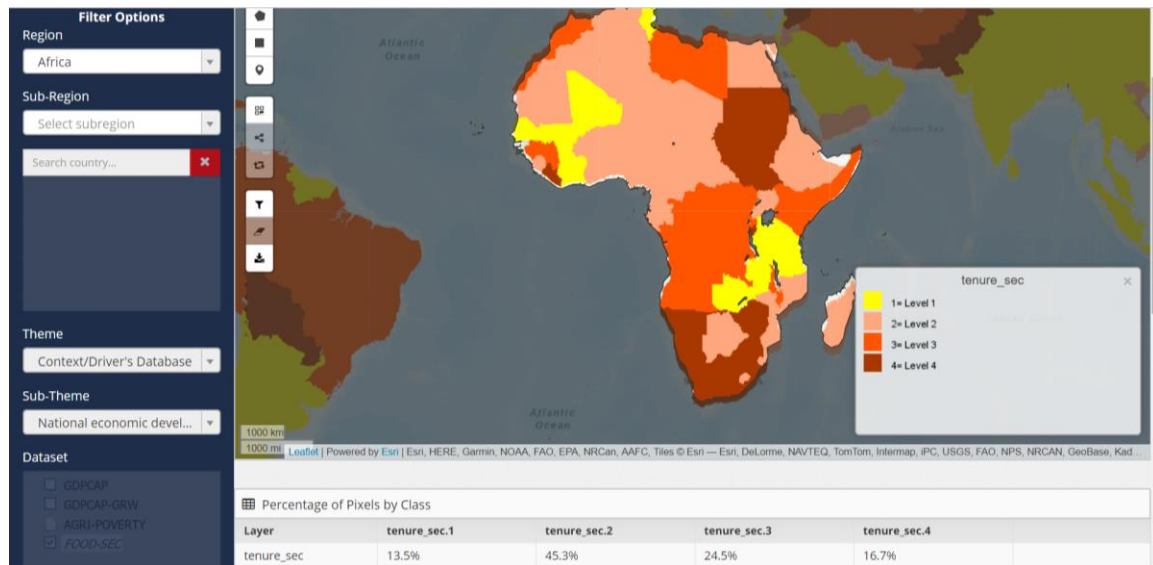 Filter Options
Region
Africa
Sub-Region
Select subregion
Search country...
Theme
Context/Driver's Database
Sub-Theme
National economic devel...
Dataset
GDPCAP
GDPCAP-GRW
AGRI-POVERTY
FOOD-SEC
Atlantic
Ocean
Arabian Sea
Atlantic
Ocean
tenure_sec
1= Level 1
2= Level 2
3= Level 3
4= Level 4
1000 km
1000 mi
Leaflet | Powered by Esri | Esri, HERE, Garmin, NOAA, FAO, EPA, NRCan, AAFC, Tiles © Esri — Esri, DeLorme, NAVTEQ, TomTom, Intermap, iPC, USGS, FAO, NPS, NRCAN, GeoBase, Kad...
Percentage of Pixels by Class
Layer tenure_sec.1 tenure_sec.2 tenure_sec.3 tenure_sec.4
tenure_sec 13.5% 45.3% 24.5% 16.7%